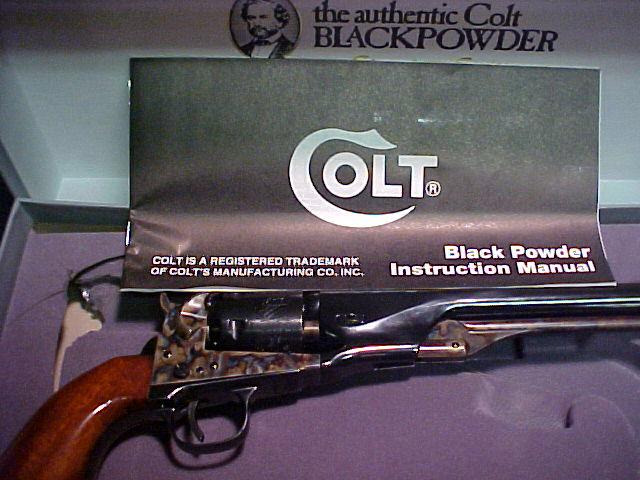 the authentic Colt
BLACKPOWDER
COLT®
COLT IS A REGISTERED TRADEMARK
OF COLT'S MANUFACTURING CO. INC.
Black Powder
Instruction Manual